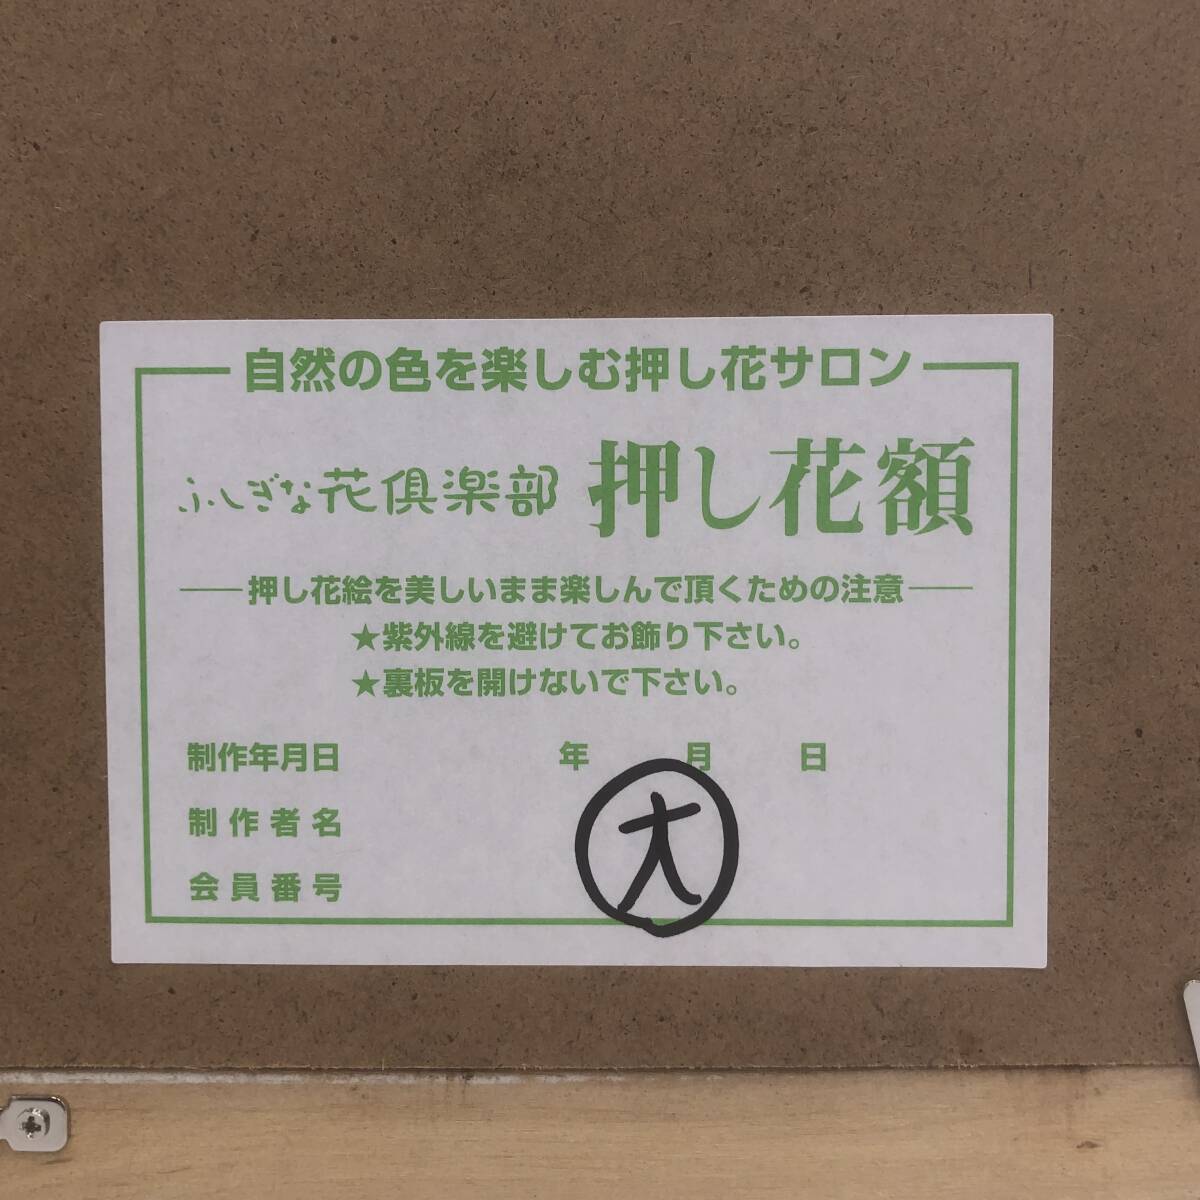 自然の色を楽しむ押し花サロン
ふしぎな花倶楽部 押し花額
押し花絵を美しいまま楽しんで頂くための注意
★紫外線を避けてお飾り下さい。
★裏板を開けないで下さい。
制作年月日 年 月 日
制作者名
大
会員番号